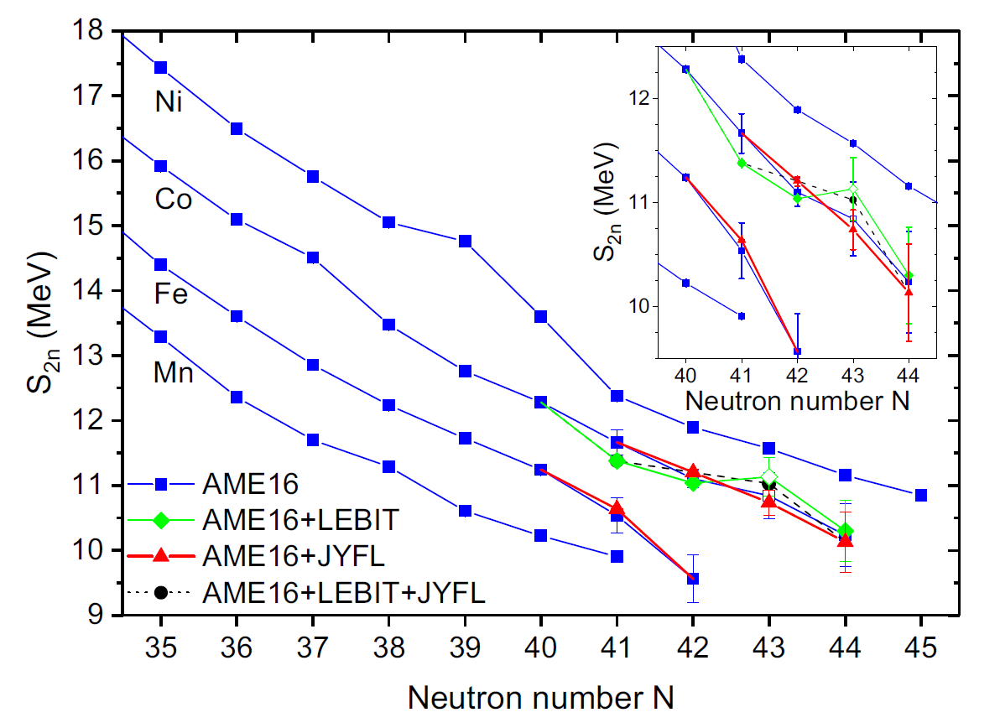 18
17
16
15
14
13
12
11
10
9
S2n (MeV)
Ni
Co
Fe
Mn
AME16
AME16+LEBIT
AME16+JYFL
AME16+LEBIT+JYFL
35 36 37 38 39 40 41 42 43 44 45
Neutron number N
12
11
10
S2n (MeV)
40 41 42 43 44
Neutron number N